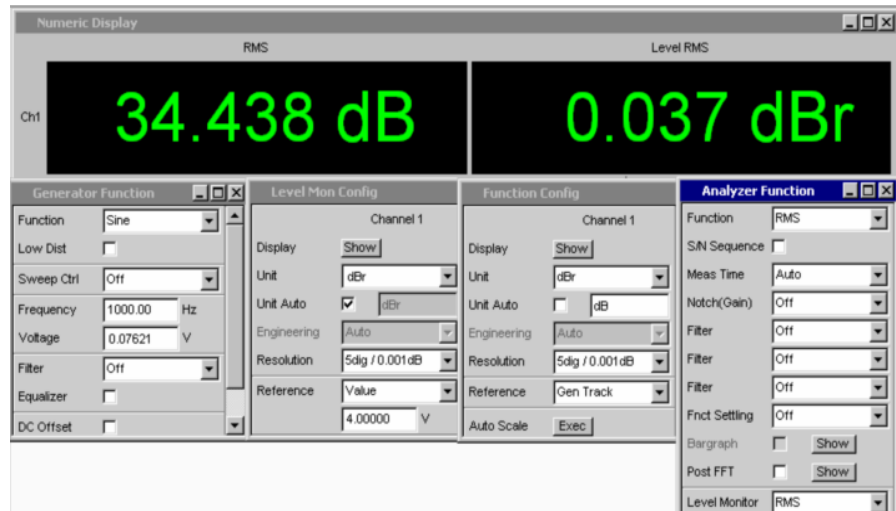 Numeric Display
RMS
Level RMS
Ch1
34.438 dB
0.037 dBr
Generator Function
Function Sine
Low Dist
Sweep Ctrl Off
Frequency 1000.00 Hz
Voltage 0.07621 V
Filter Off
Equalizer
DC Offset
Level Mon Config
Channel 1
Display Show
Unit dBr
Unit Auto dBr
Engineering Auto
Resolution 5dig / 0.001dB
Reference Value
4.00000 V
Function Config
Channel 1
Display Show
Unit dBr
Unit Auto dB
Engineering Auto
Resolution 5dig / 0.001dB
Reference Gen Track
Auto Scale Exec
Analyzer Function
Function RMS
S/N Sequence
Meas Time Auto
Notch(Gain) Off
Filter Off
Filter Off
Filter Off
Fnct Settling Off
Bargraph Show
Post FFT Show
Level Monitor RMS